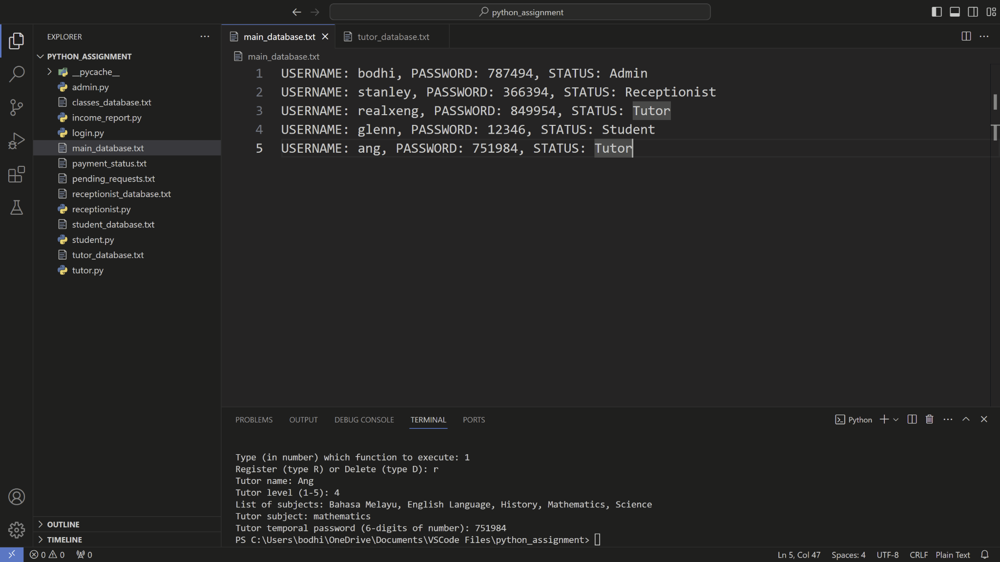 python_assignment
EXPLORER
PYTHON_ASSIGNMENT
__pycache__
admin.py
classes_database.txt
income_report.py
login.py
main_database.txt
payment_status.txt
pending_requests.txt
receptionist_database.txt
receptionist.py
student_database.txt
student.py
tutor_database.txt
tutor.py
OUTLINE
TIMELINE
main_database.txt
tutor_database.txt
main_database.txt
1 USERNAME: bodhi, PASSWORD: 787494, STATUS: Admin
2 USERNAME: stanley, PASSWORD: 366394, STATUS: Receptionist
3 USERNAME: realxeng, PASSWORD: 849954, STATUS: Tutor
4 USERNAME: glenn, PASSWORD: 12346, STATUS: Student
5 USERNAME: ang, PASSWORD: 751984, STATUS: Tutor
PROBLEMS OUTPUT DEBUG CONSOLE TERMINAL PORTS
Python
Type (in number) which function to execute: 1
Register (type R) or Delete (type D): r
Tutor name: Ang
Tutor level (1-5): 4
List of subjects: Bahasa Melayu, English Language, History, Mathematics, Science
Tutor subject: mathematics
Tutor temporal password (6-digits of number): 751984
PS C:\Users\bodhi\OneDrive\Documents\VSCode Files\python_assignment>
0 0 0
Ln 5, Col 47 Spaces: 4 UTF-8 CRLF Plain Text